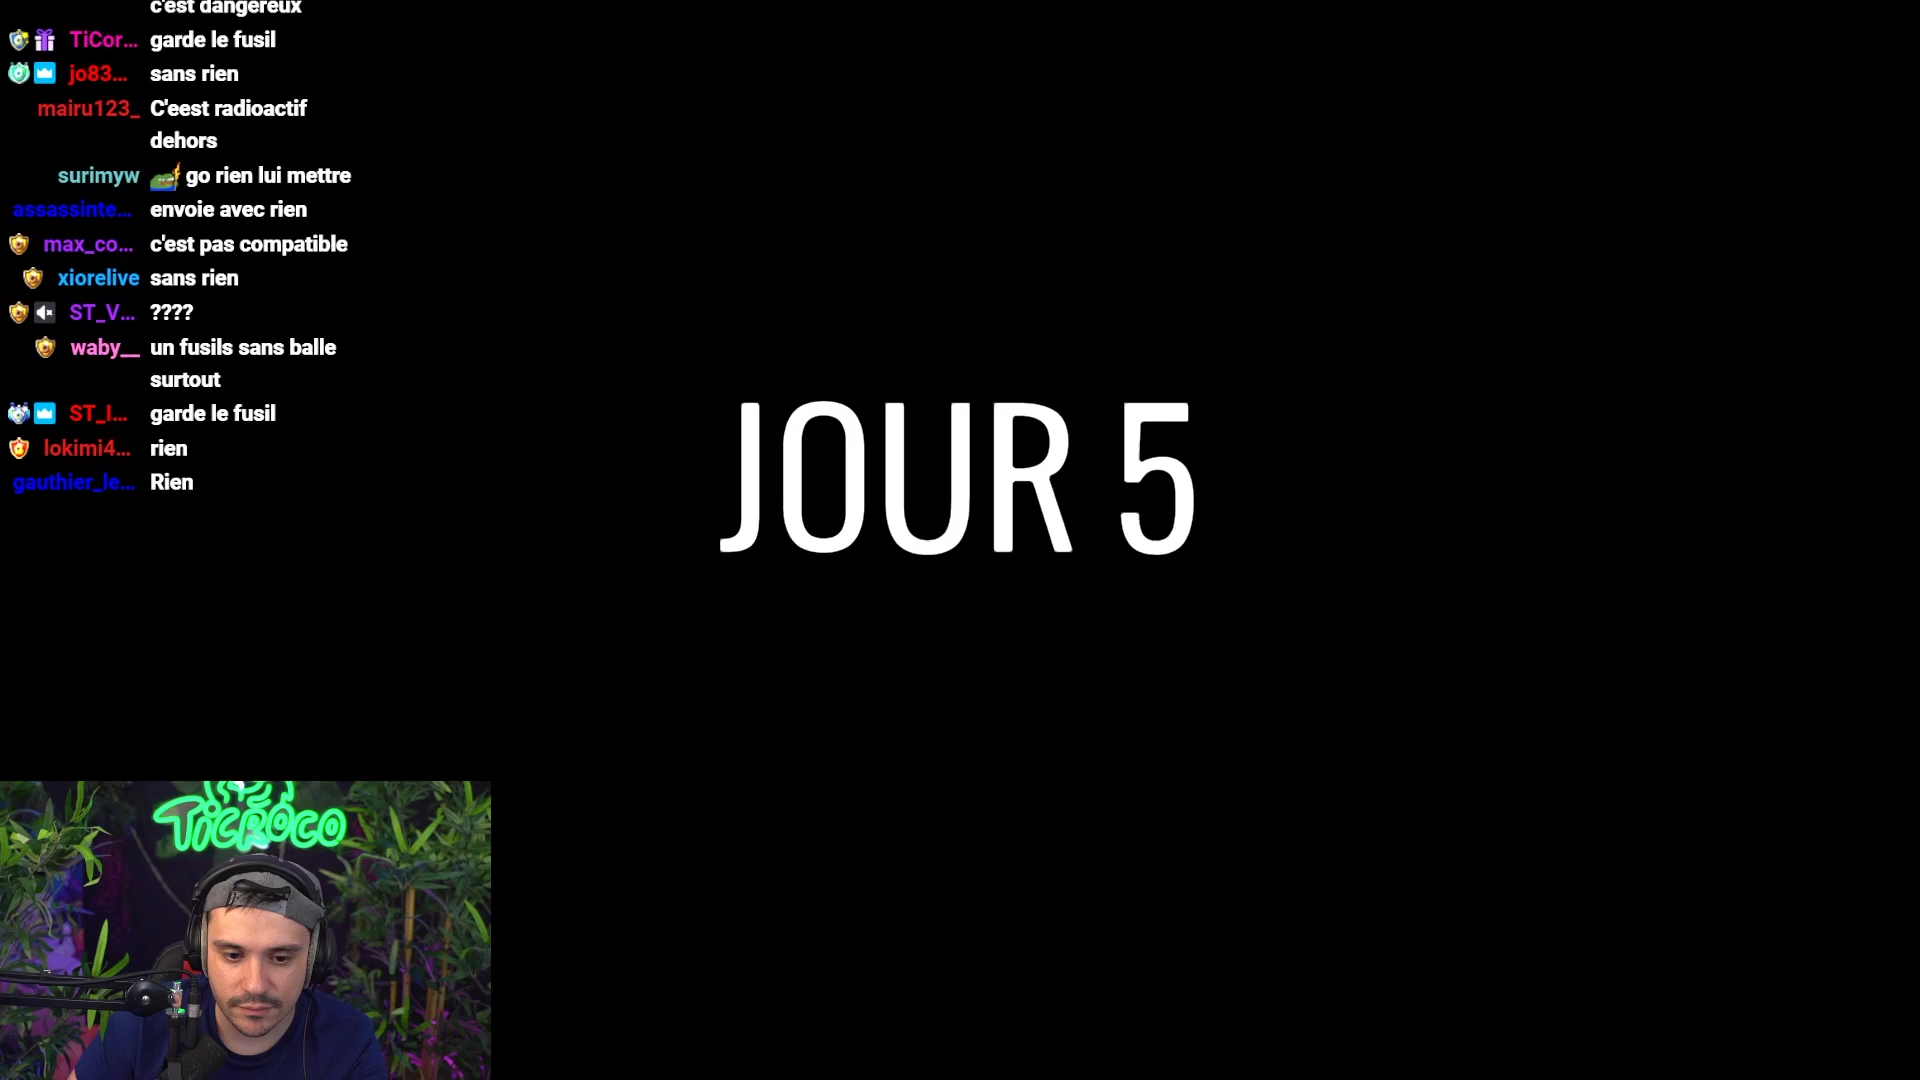 c'est dangereux
TiCor... garde le fusil
jo83... sans rien
mairu123_ C'eest radioactif
dehors
surimyw go rien lui mettre
assassinte... envoie avec rien
max_co... c'est pas compatible
xiorelive sans rien
ST_V... ????
waby__ un fusils sans balle
surtout
ST_I... garde le fusil
lokimi4... rien
gauthier_le... Rien
JOUR 5
TiCROCO